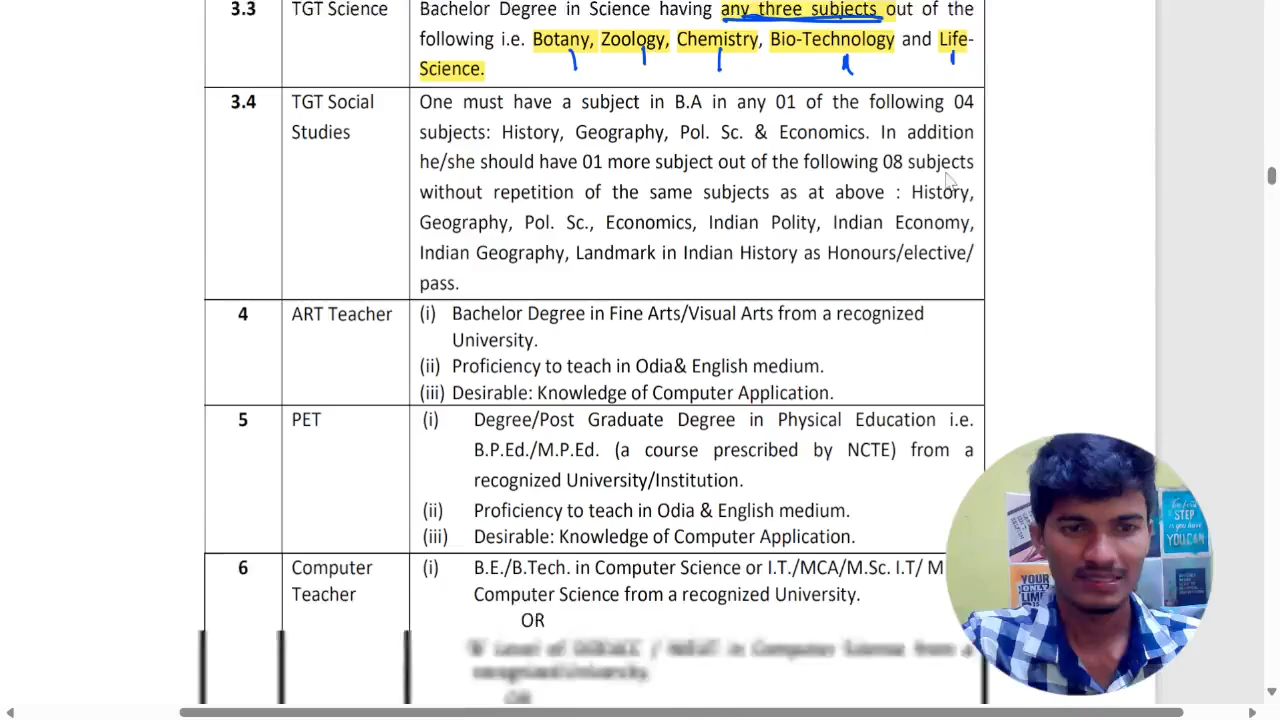 3.3 TGT Science Bachelor Degree in Science having any three subjects out of the
following i.e. Botany, Zoology, Chemistry, Bio-Technology and Life-
Science.
3.4 TGT Social One must have a subject in B.A in any 01 of the following 04
Studies subjects: History, Geography, Pol. Sc. & Economics. In addition
he/she should have 01 more subject out of the following 08 subjects
without repetition of the same subjects as at above : History,
Geography, Pol. Sc., Economics, Indian Polity, Indian Economy,
Indian Geography, Landmark in Indian History as Honours/elective/
pass.
4 ART Teacher (i) Bachelor Degree in Fine Arts/Visual Arts from a recognized
University.
(ii) Proficiency to teach in Odia& English medium.
(iii) Desirable: Knowledge of Computer Application.
5 PET (i) Degree/Post Graduate Degree in Physical Education i.e.
B.P.Ed./M.P.Ed. (a course prescribed by NCTE) from a
recognized University/Institution.
(ii) Proficiency to teach in Odia & English medium.
(iii) Desirable: Knowledge of Computer Application.
6 Computer (i) B.E./B.Tech. in Computer Science or I.T./MCA/M.Sc. I.T/ M
Teacher Computer Science from a recognized University.
OR
STEP
YOU CAN
YOUR
ONLY